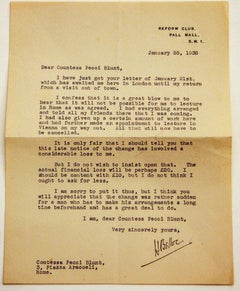 REFORM CLUB,
PALL MALL,
S.W.1.
January 28, 1938
Dear Countess Pecci Blunt,
I have just got your letter of January 21st,
which has awaited me here in London until my return
from a visit out of town.
I confess that it is a great blow to me to
hear that it will not be possible for me to lecture
in Rome as was agreed. I had everything arranged
and told all my friends there that I was coming.
I had also given up a certain amount of work here
and had further made an appointment to lecture in
Vienna on my way out. All that will now have to
be cancelled.
It is only fair that I should tell you that
this late notice of the change has involved a
considerable loss to me.
But I do not wish to insist upon that. The
actual financial loss will be perhaps £20. I
should be content with £10, but I do not think I
ought to ask for less.
I am sorry to put it thus, but I think you
will appreciate that the change was rather sudden
for a man who has to make his arrangements a long
time beforehand and has a great deal to do.
I am, dear Countess Pecci Blunt,
Very sincerely yours,
H Belloc
Contessa Pecci Blunt,
3, Piazza Aracoeli,
Rome.